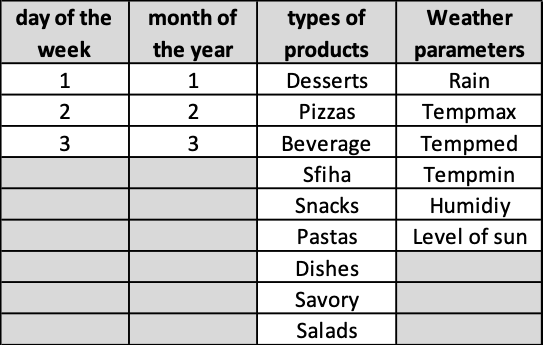 day of the week | month of the year | types of products | Weather parameters
1 | 1 | Desserts | Rain
2 | 2 | Pizzas | Tempmax
3 | 3 | Beverage | Tempmed
Sfiha | Tempmin
Snacks | Humidiy
Pastas | Level of sun
Dishes
Savory
Salads